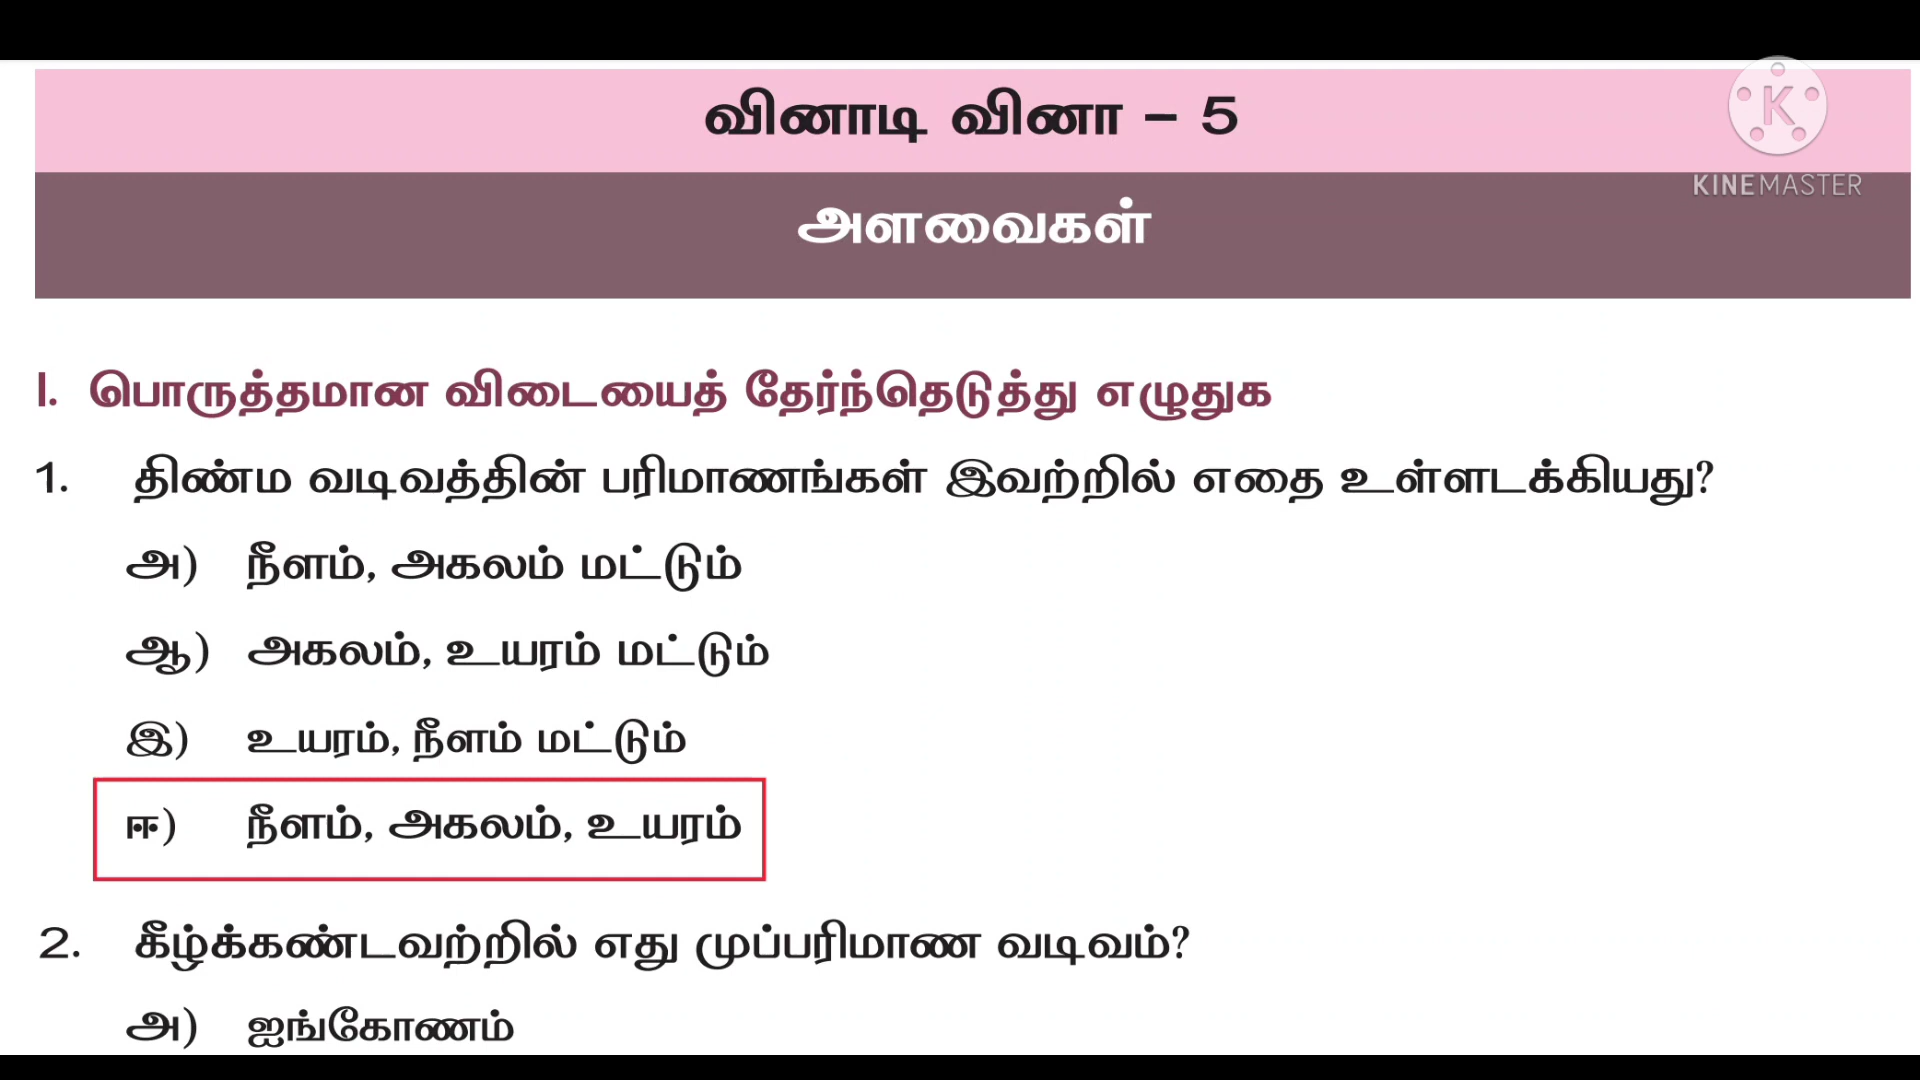 வினாடி வினா – 5
KINEMASTER
அளவைகள்
I. பொருத்தமான விடையைத் தேர்ந்தெடுத்து எழுதுக
1. திண்ம வடிவத்தின் பரிமாணங்கள் இவற்றில் எதை உள்ளடக்கியது?
அ) நீளம், அகலம் மட்டும்
ஆ) அகலம், உயரம் மட்டும்
இ) உயரம், நீளம் மட்டும்
ஈ) நீளம், அகலம், உயரம்
2. கீழ்க்கண்டவற்றில் எது முப்பரிமாண வடிவம்?
அ) ஐங்கோணம்